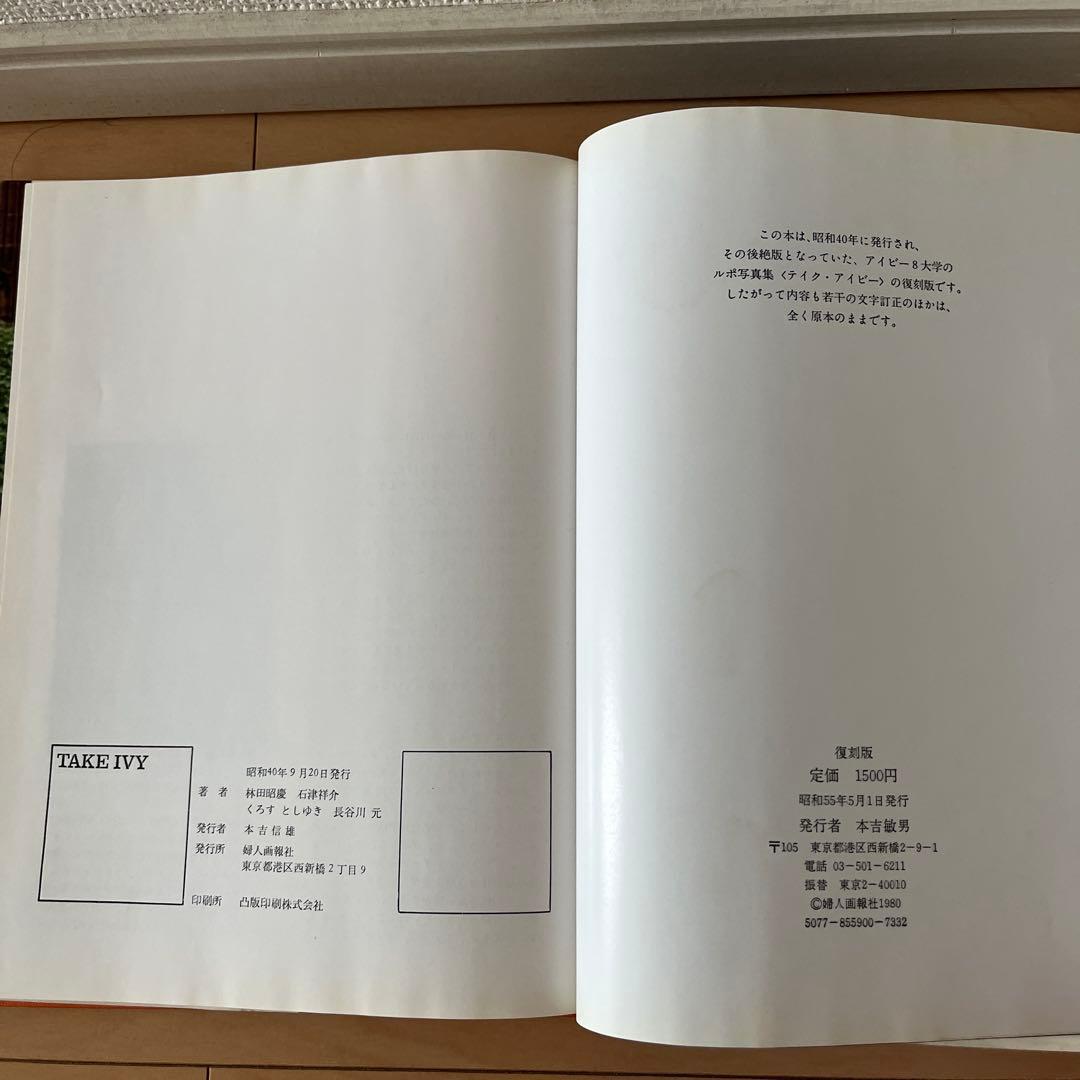 TAKE IVY
昭和40年9月20日発行
著者 林田昭慶 石津祥介
くろす としゆき 長谷川 元
発行者 本吉信雄
発行所 婦人画報社
東京都港区西新橋2丁目9
印刷所 凸版印刷株式会社
この本は、昭和40年に発行され、
その後絶版となっていた、アイビー8大学の
ルポ写真集〈テイク・アイビー〉の復刻版です。
したがって内容も若干の文字訂正のほかは、
全く原本のままです。
復刻版
定価 1500円
昭和55年5月1日発行
発行者 本吉敏男
〒105 東京都港区西新橋2-9-1
電話 03-501-6211
振替 東京2-40010
©婦人画報社1980
5077-855900-7332